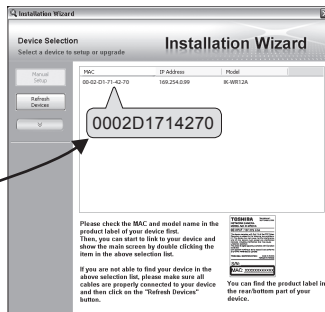 Installation Wizard
Device Selection
Select a device to setup or upgrade
Installation Wizard
Manual
Setup
Refresh
Devices
MAC IP Address Model
00-02-D1-71-42-70 169.254.0.99 IK-WR12A
0002D1714270
Please check the MAC and model name in the
product label of your device first.
Then, you can start to link to your device and
show the main screen by double clicking the
item in the above selection list.
If you are not able to find your device in the
above selection list, please make sure all
cables are properly connected to your device
and then click on the "Refresh Devices"
button.
TOSHIBA
NETWORK CAMERA
S/N:
MAC: XXXXXXXXXXXX
You can find the product label in
the rear/bottom part of your
device.